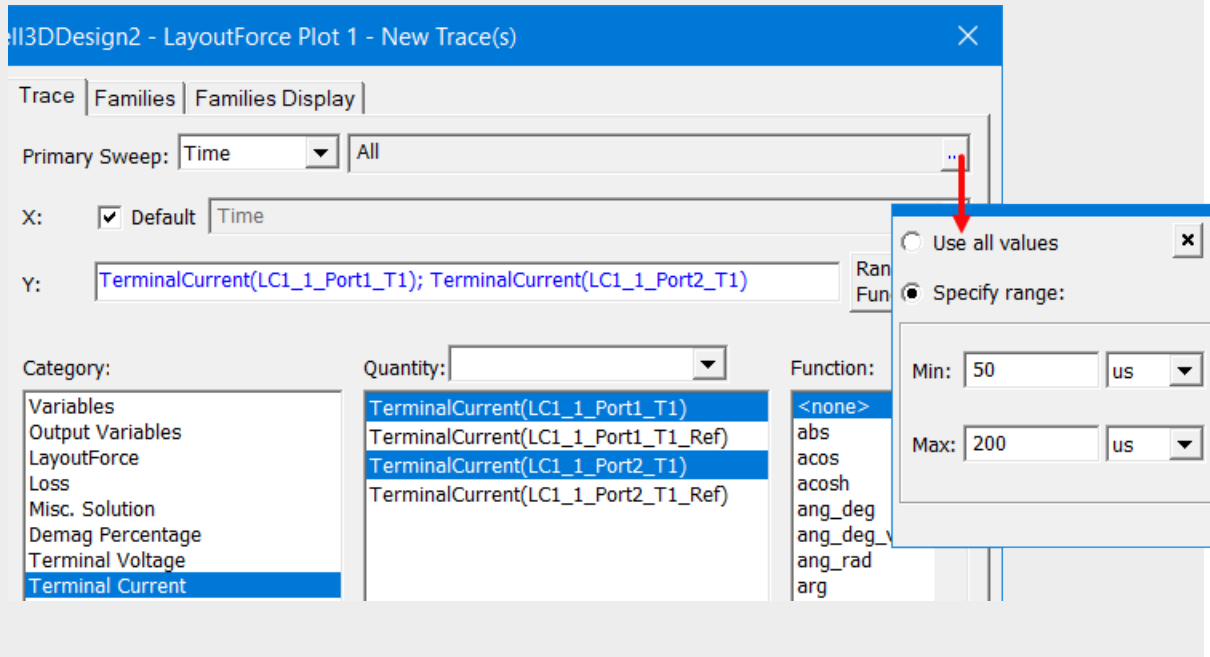 ell3DDesign2 - LayoutForce Plot 1 - New Trace(s)
Trace Families Families Display
Primary Sweep: Time All ...
X: Default Time
Use all values
Y: TerminalCurrent(LC1_1_Port1_T1); TerminalCurrent(LC1_1_Port2_T1)
Ran
Fun
Specify range:
Category: Quantity: Function:
Min: 50 us
Max: 200 us
Variables
Output Variables
LayoutForce
Loss
Misc. Solution
Demag Percentage
Terminal Voltage
Terminal Current
TerminalCurrent(LC1_1_Port1_T1)
TerminalCurrent(LC1_1_Port1_T1_Ref)
TerminalCurrent(LC1_1_Port2_T1)
TerminalCurrent(LC1_1_Port2_T1_Ref)
<none>
abs
acos
acosh
ang_deg
ang_deg_v
ang_rad
arg